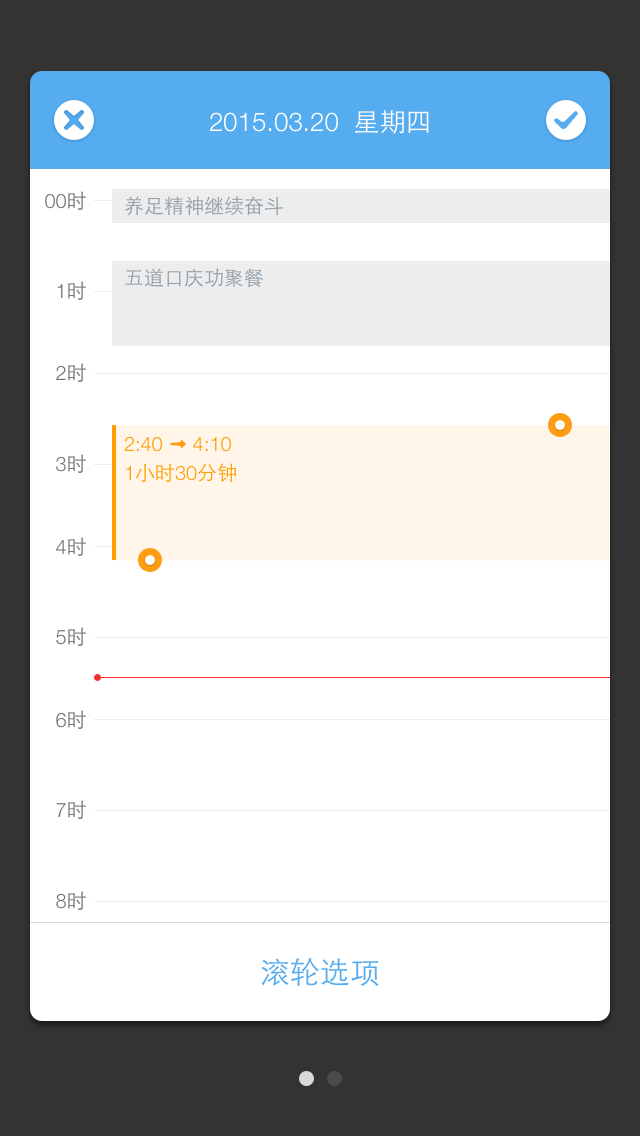 2015.03.20 星期四
00时
养足精神继续奋斗
五道口庆功聚餐
1时
2时
2:40 ➞ 4:10
3时
1小时30分钟
4时
5时
6时
7时
8时
滚轮选项